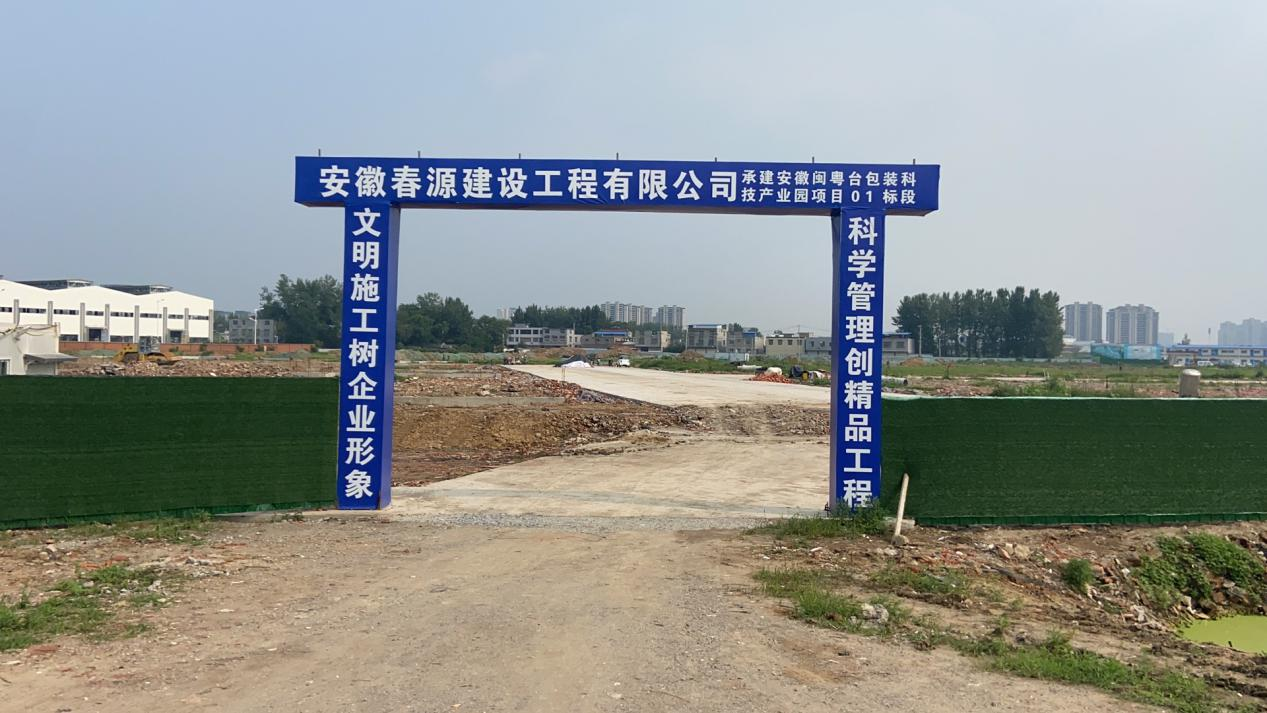 安徽春源建设工程有限公司
承建安徽闽粤台包装科
技产业园项目01标段
文明施工树企业形象
科学管理创精品工程